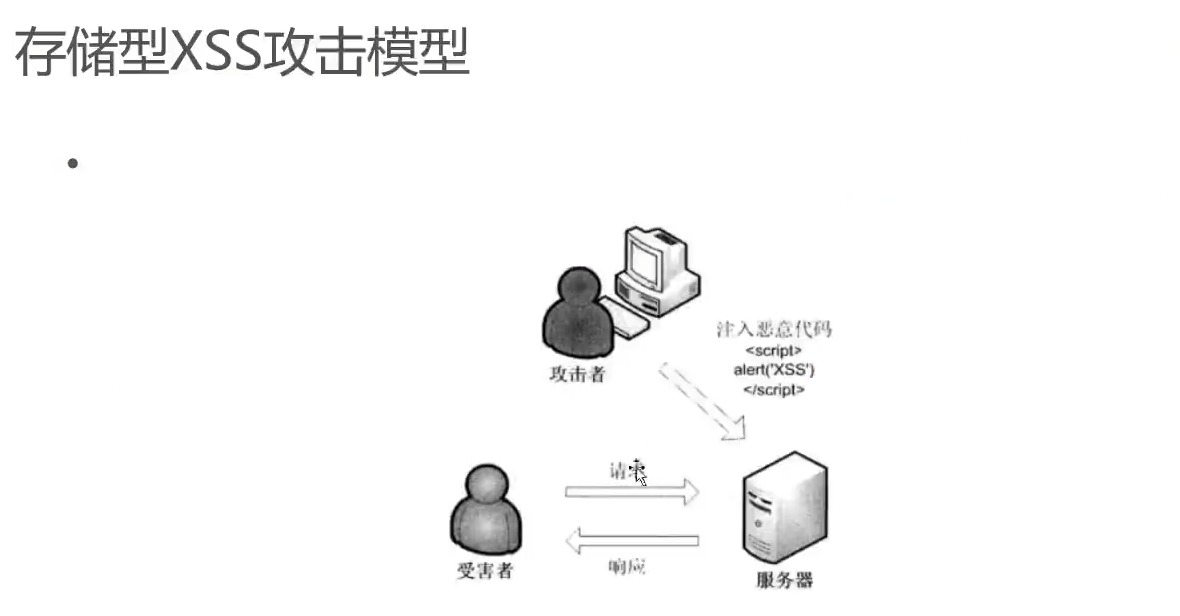 存储型XSS攻击模型
注入恶意代码
<script>
alert('XSS')
</script>
攻击者
请求
受害者
响应
服务器